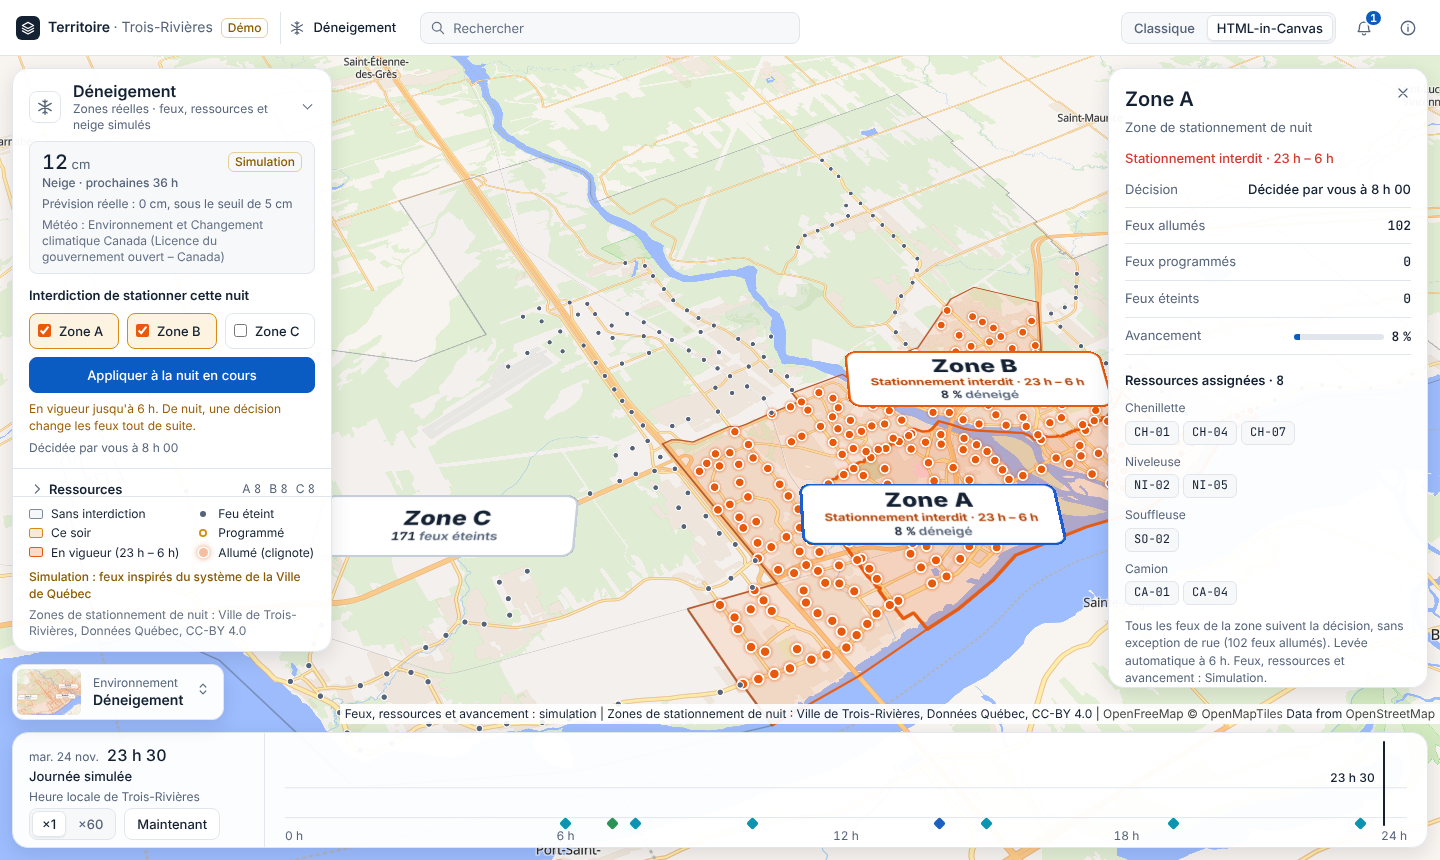 Territoire · Trois-Rivières Démo
Déneigement
Rechercher
Classique HTML-in-Canvas
1
Déneigement
Zones réelles · feux, ressources et
neige simulés
12 cm
Simulation
Neige · prochaines 36 h
Prévision réelle : 0 cm, sous le seuil de 5 cm
Météo : Environnement et Changement
climatique Canada (Licence du
gouvernement ouvert – Canada)
Interdiction de stationner cette nuit
Zone A Zone B Zone C
Appliquer à la nuit en cours
En vigueur jusqu'à 6 h. De nuit, une décision
change les feux tout de suite.
Décidée par vous à 8 h 00
Ressources A 8 B 8 C 8
Sans interdiction Feu éteint
Ce soir Programmé
En vigueur (23 h – 6 h) Allumé (clignote)
Simulation : feux inspirés du système de la Ville
de Québec
Zones de stationnement de nuit : Ville de Trois-
Rivières, Données Québec, CC-BY 4.0
Environnement
Déneigement
Saint-Étienne-
des-Grès
Saint-Mau
Zone B
Stationnement interdit · 23 h – 6 h
8 % déneigé
Zone A
Stationnement interdit · 23 h – 6 h
8 % déneigé
Zone C
171 feux éteints
Sain
Port-Saint-
Zone A
Zone de stationnement de nuit
Stationnement interdit · 23 h – 6 h
Décision Décidée par vous à 8 h 00
Feux allumés 102
Feux programmés 0
Feux éteints 0
Avancement 8 %
Ressources assignées · 8
Chenillette
CH-01 CH-04 CH-07
Niveleuse
NI-02 NI-05
Souffleuse
SO-02
Camion
CA-01 CA-04
Tous les feux de la zone suivent la décision, sans
exception de rue (102 feux allumés). Levée
automatique à 6 h. Feux, ressources et
avancement : Simulation.
Feux, ressources et avancement : simulation | Zones de stationnement de nuit : Ville de Trois-Rivières, Données Québec, CC-BY 4.0 | OpenFreeMap © OpenMapTiles Data from OpenStreetMap
mar. 24 nov. 23 h 30
Journée simulée
Heure locale de Trois-Rivières
×1 ×60 Maintenant
23 h 30
0 h 6 h 12 h 18 h 24 h